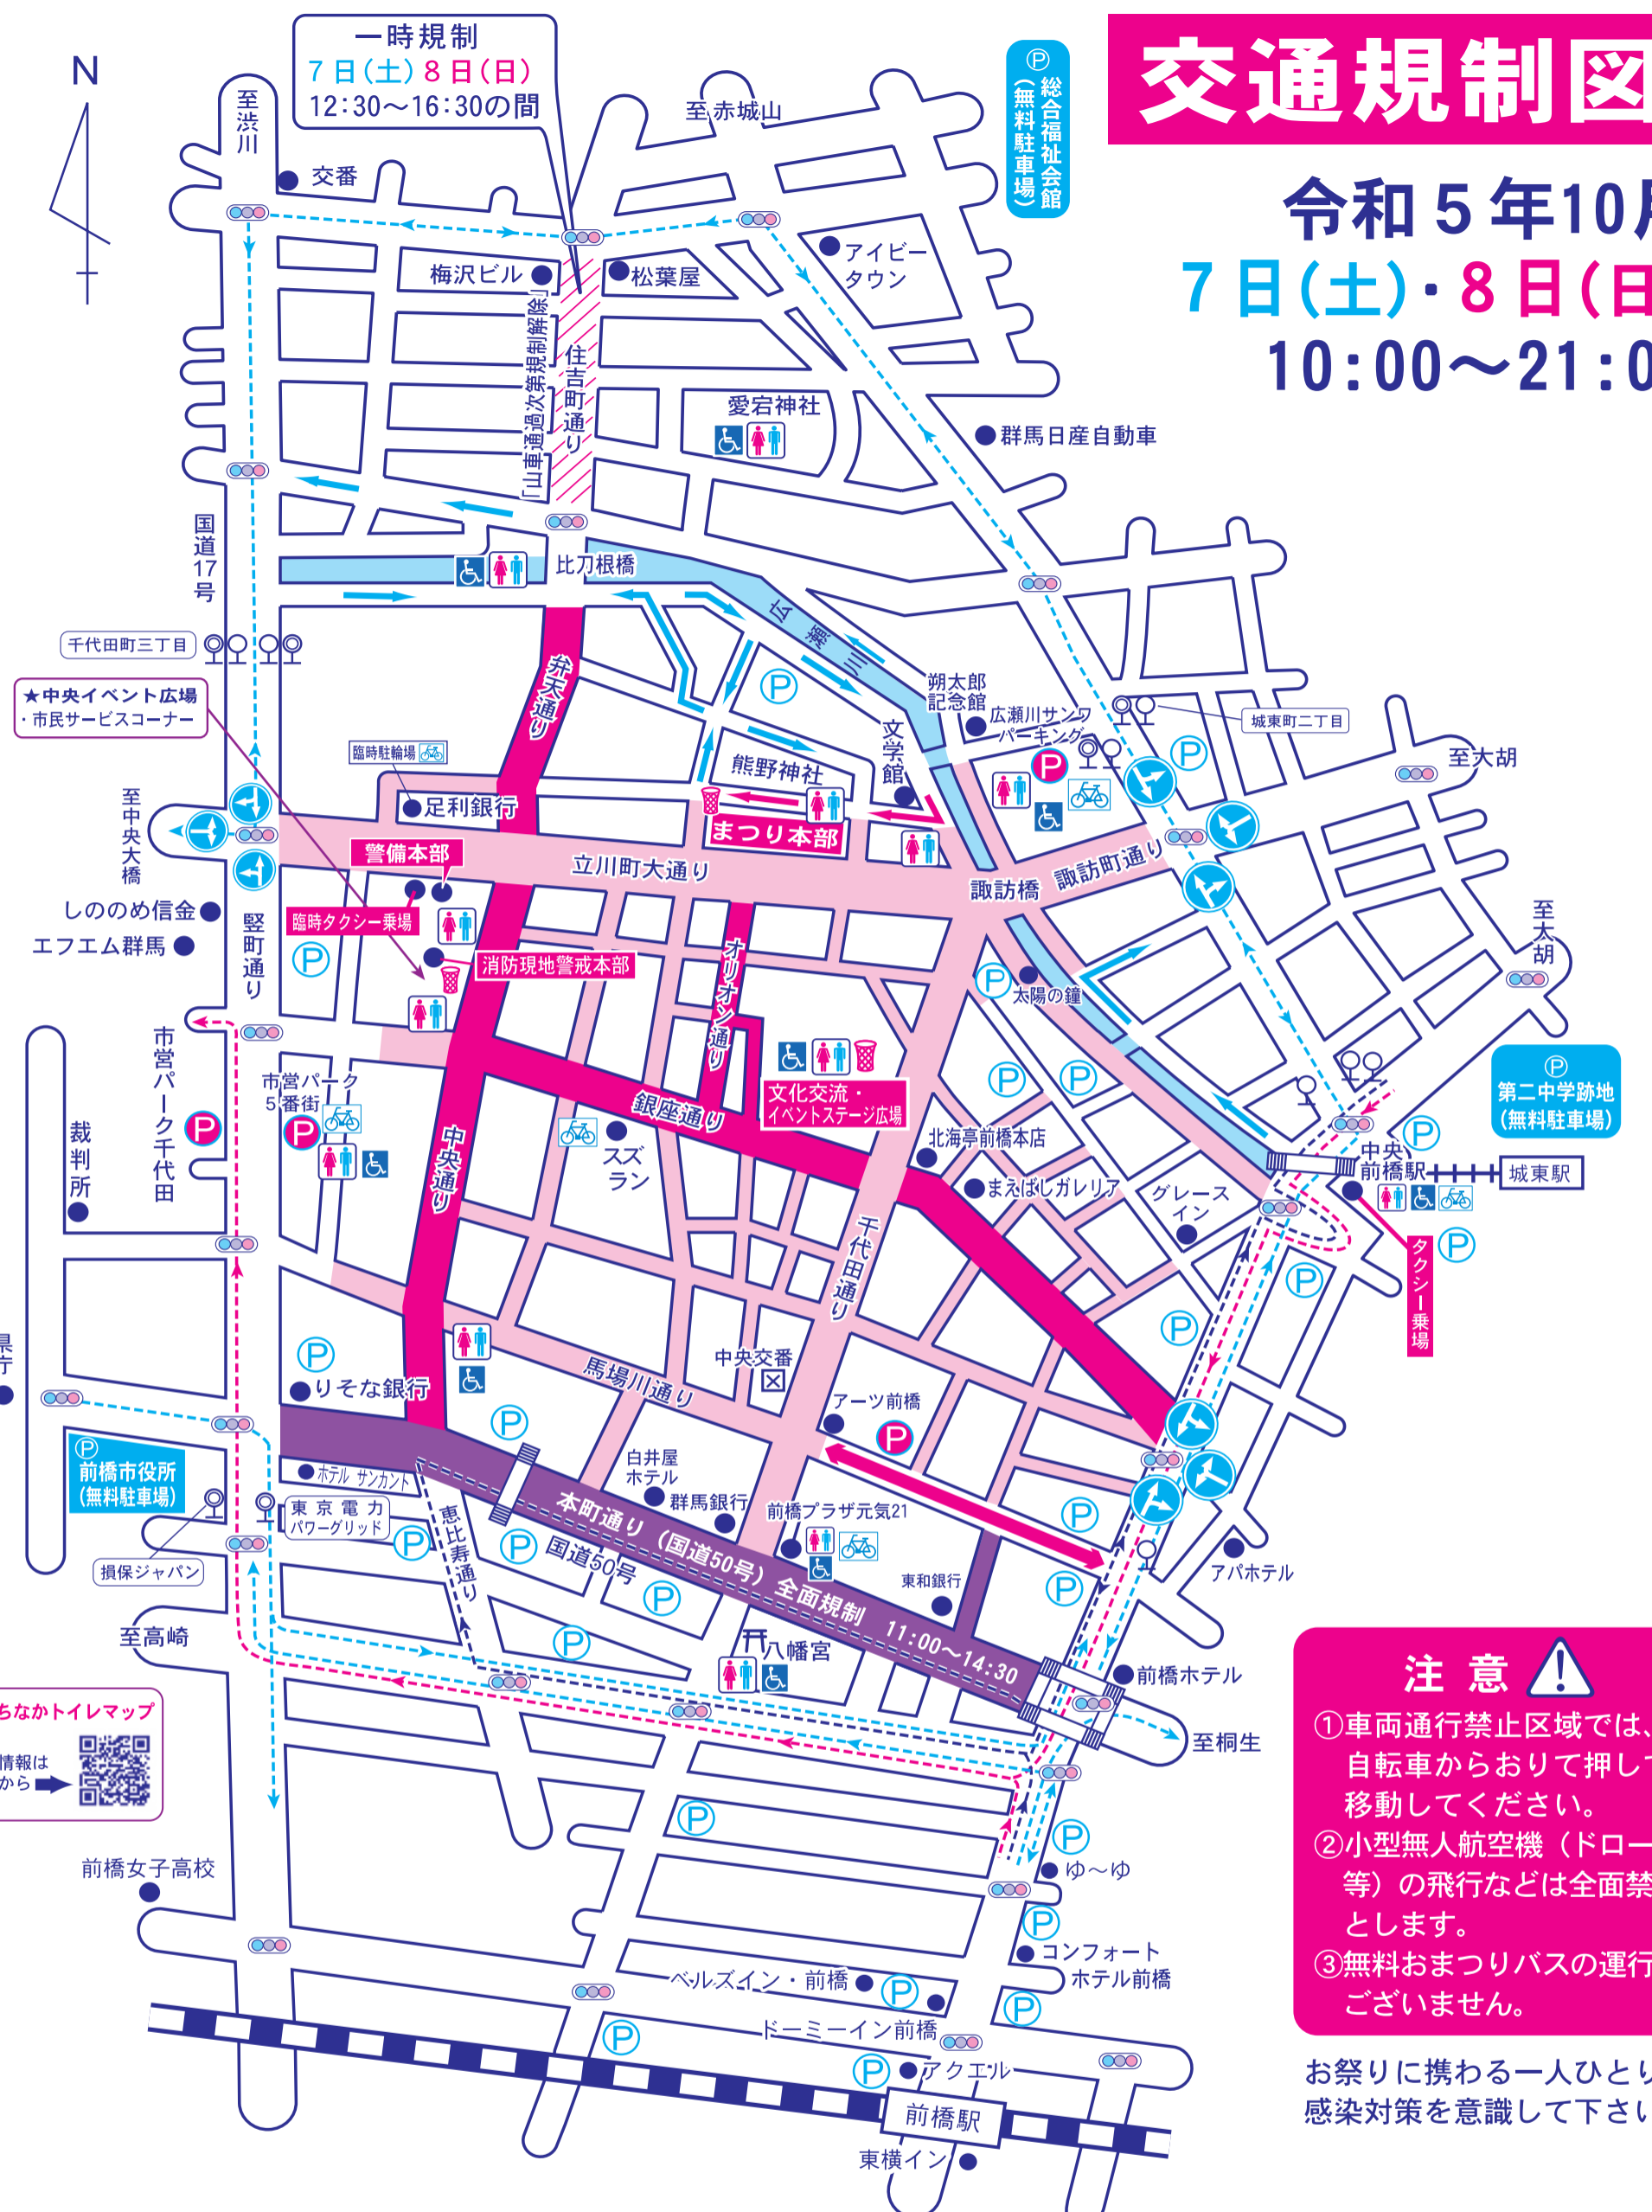 交通規制図
令和5年10月
7日(土)・8日(日
10:00〜21:0
N
一時規制
7日(土)8日(日)
12:30〜16:30の間
至渋川
交番
至赤城山
Ⓟ総合福祉会館
(無料駐車場)
梅沢ビル
松葉屋
アイビー
タウン
「山車通過次第規制解除」
住吉町通り
愛宕神社
群馬日産自動車
国道17号
比刀根橋
広瀬川
千代田町三丁目
★中央イベント広場
・市民サービスコーナー
弁天通り
P
朔太郎
記念館
広瀬川サンワ
パーキング
P
城東町二丁目
P
至大胡
文学館
臨時駐輪場
足利銀行
熊野神社
至中央大橋
警備本部
まつり本部
立川町大通り
諏訪橋
諏訪町通り
しののめ信金
エフエム群馬
竪町通り
臨時タクシー乗場
消防現地警戒本部
P
オリオン通り
P
太陽の鐘
至大胡
市営パーク千代田
P
市営パーク
5番街
P
裁判所
中央通り
銀座通り
文化交流・
イベントステージ広場
P
P
スズ
ラン
北海亭前橋本店
まえばしガレリア
グレース
イン
Ⓟ
第二中学跡地
(無料駐車場)
P
中央
前橋駅
城東駅
P
タクシー乗場
千代田通り
P
P
県庁
P
りそな銀行
馬場川通り
中央交番
アーツ前橋
P
Ⓟ
前橋市役所
(無料駐車場)
ホテル サンカント
P
白井屋
ホテル
群馬銀行
前橋プラザ元気21
P
東京電力
パワーグリッド
P
恵比寿通り
P
国道50号
本町通り(国道50号)全面規制 11:00〜14:30
東和銀行
P
アパホテル
損保ジャパン
P
P
至高崎
八幡宮
前橋ホテル
至桐生
ちなかトイレマップ
情報は
から
P
P
ゆ〜ゆ
P
前橋女子高校
コンフォート
ホテル前橋
ベルズイン・前橋
P
P
ドーミーイン前橋
P
P
アクエル
前橋駅
東横イン
注意
!
①車両通行禁止区域では、
自転車からおりて押して
移動してください。
②小型無人航空機(ドロー
等)の飛行などは全面禁
とします。
③無料おまつりバスの運行
ございません。
お祭りに携わる一人ひとり
感染対策を意識して下さい